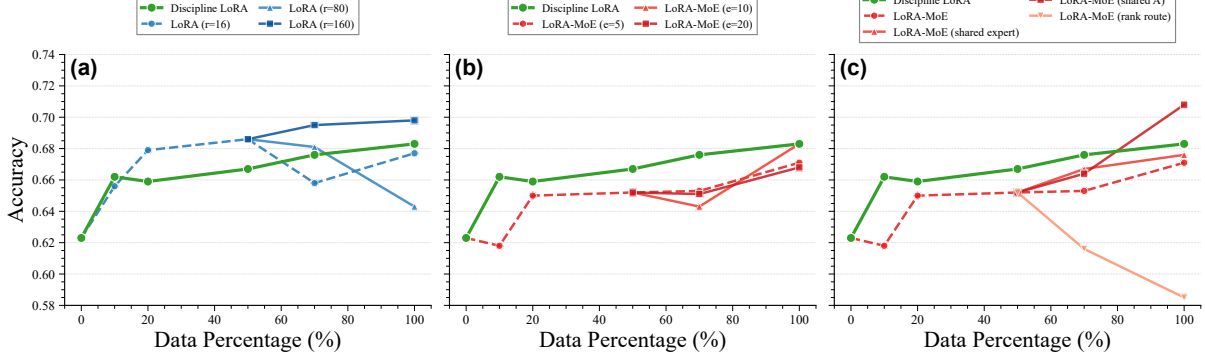 Discipline LoRA LoRA (r=80)
LoRA (r=16) LoRA (r=160)
Discipline LoRA LoRA-MoE (e=10)
LoRA-MoE (e=5) LoRA-MoE (e=20)
Discipline LoRA LoRA-MoE (shared A)
LoRA-MoE LoRA-MoE (rank route)
LoRA-MoE (shared expert)
Accuracy
0.74
0.72
0.70
0.68
0.66
0.64
0.62
0.60
0.58
(a)
0 20 40 60 80 100
Data Percentage (%)
(b)
0 20 40 60 80 100
Data Percentage (%)
(c)
0 20 40 60 80 100
Data Percentage (%)